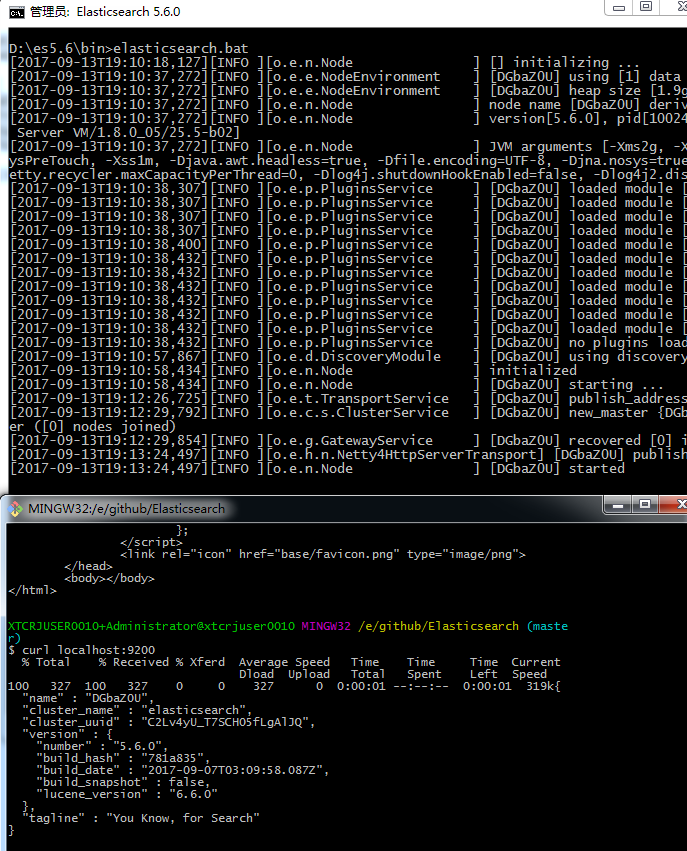 管理员: Elasticsearch 5.6.0
D:\es5.6\bin>elasticsearch.bat
[2017-09-13T19:10:18,127][INFO ][o.e.n.Node               ] [] initializing ...
[2017-09-13T19:10:37,272][INFO ][o.e.e.NodeEnvironment    ] [DGbaZ0U] using [1] data
[2017-09-13T19:10:37,272][INFO ][o.e.e.NodeEnvironment    ] [DGbaZ0U] heap size [1.9g
[2017-09-13T19:10:37,272][INFO ][o.e.n.Node               ] node name [DGbaZ0U] deriv
[2017-09-13T19:10:37,272][INFO ][o.e.n.Node               ] version[5.6.0], pid[10024
 Server VM/1.8.0_05/25.5-b02]
[2017-09-13T19:10:37,272][INFO ][o.e.n.Node               ] JVM arguments [-Xms2g, -X
ysPreTouch, -Xss1m, -Djava.awt.headless=true, -Dfile.encoding=UTF-8, -Djna.nosys=true
etty.recycler.maxCapacityPerThread=0, -Dlog4j.shutdownHookEnabled=false, -Dlog4j2.dis
[2017-09-13T19:10:38,307][INFO ][o.e.p.PluginsService     ] [DGbaZ0U] loaded module [
[2017-09-13T19:10:38,307][INFO ][o.e.p.PluginsService     ] [DGbaZ0U] loaded module [
[2017-09-13T19:10:38,307][INFO ][o.e.p.PluginsService     ] [DGbaZ0U] loaded module [
[2017-09-13T19:10:38,307][INFO ][o.e.p.PluginsService     ] [DGbaZ0U] loaded module [
[2017-09-13T19:10:38,400][INFO ][o.e.p.PluginsService     ] [DGbaZ0U] loaded module [
[2017-09-13T19:10:38,432][INFO ][o.e.p.PluginsService     ] [DGbaZ0U] loaded module [
[2017-09-13T19:10:38,432][INFO ][o.e.p.PluginsService     ] [DGbaZ0U] loaded module [
[2017-09-13T19:10:38,432][INFO ][o.e.p.PluginsService     ] [DGbaZ0U] loaded module [
[2017-09-13T19:10:38,432][INFO ][o.e.p.PluginsService     ] [DGbaZ0U] loaded module [
[2017-09-13T19:10:38,432][INFO ][o.e.p.PluginsService     ] [DGbaZ0U] loaded module [
[2017-09-13T19:10:38,432][INFO ][o.e.p.PluginsService     ] [DGbaZ0U] loaded module [
[2017-09-13T19:10:38,432][INFO ][o.e.p.PluginsService     ] [DGbaZ0U] no plugins load
[2017-09-13T19:10:57,867][INFO ][o.e.d.DiscoveryModule    ] [DGbaZ0U] using discovery
[2017-09-13T19:10:58,434][INFO ][o.e.n.Node               ] initialized
[2017-09-13T19:10:58,434][INFO ][o.e.n.Node               ] [DGbaZ0U] starting ...
[2017-09-13T19:12:26,725][INFO ][o.e.t.TransportService   ] [DGbaZ0U] publish_address
[2017-09-13T19:12:29,792][INFO ][o.e.c.s.ClusterService   ] [DGbaZ0U] new_master {DGb
er ([0] nodes joined)
[2017-09-13T19:12:29,854][INFO ][o.e.g.GatewayService     ] [DGbaZ0U] recovered [0] i
[2017-09-13T19:13:24,497][INFO ][o.e.h.n.Netty4HttpServerTransport] [DGbaZ0U] publish
[2017-09-13T19:13:24,497][INFO ][o.e.n.Node               ] [DGbaZ0U] started
MINGW32:/e/github/Elasticsearch
};
</script>
<link rel="icon" href="base/favicon.png" type="image/png">
</head>
<body></body>
</html>
XTCRJUSER0010+Administrator@xtcrjuser0010 MINGW32 /e/github/Elasticsearch (maste
r)
$ curl localhost:9200
  % Total    % Received % Xferd  Average Speed   Time    Time     Time  Current
                                 Dload  Upload   Total   Spent    Left  Speed
100   327  100   327    0     0    327      0  0:00:01 --:--:--  0:00:01  319k{
  "name" : "DGbaZ0U",
  "cluster_name" : "elasticsearch",
  "cluster_uuid" : "C2Lv4yU_T7SCHO5fLgAlJQ",
  "version" : {
    "number" : "5.6.0",
    "build_hash" : "781a835",
    "build_date" : "2017-09-07T03:09:58.087Z",
    "build_snapshot" : false,
    "lucene_version" : "6.6.0"
  },
  "tagline" : "You Know, for Search"
}